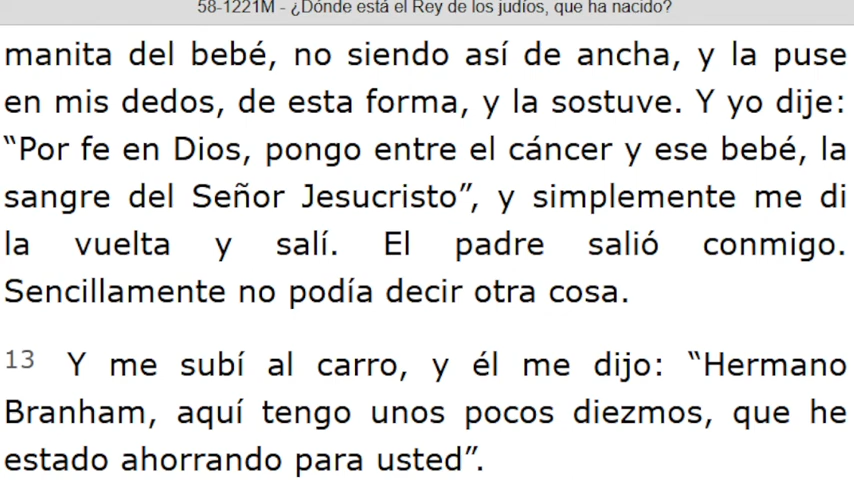 58-1221M - ¿Dónde está el Rey de los judíos, que ha nacido?
manita del bebé, no siendo así de ancha, y la puse
en mis dedos, de esta forma, y la sostuve. Y yo dije:
“Por fe en Dios, pongo entre el cáncer y ese bebé, la
sangre del Señor Jesucristo”, y simplemente me di
la vuelta y salí. El padre salió conmigo.
Sencillamente no podía decir otra cosa.
13 Y me subí al carro, y él me dijo: “Hermano
Branham, aquí tengo unos pocos diezmos, que he
estado ahorrando para usted”.